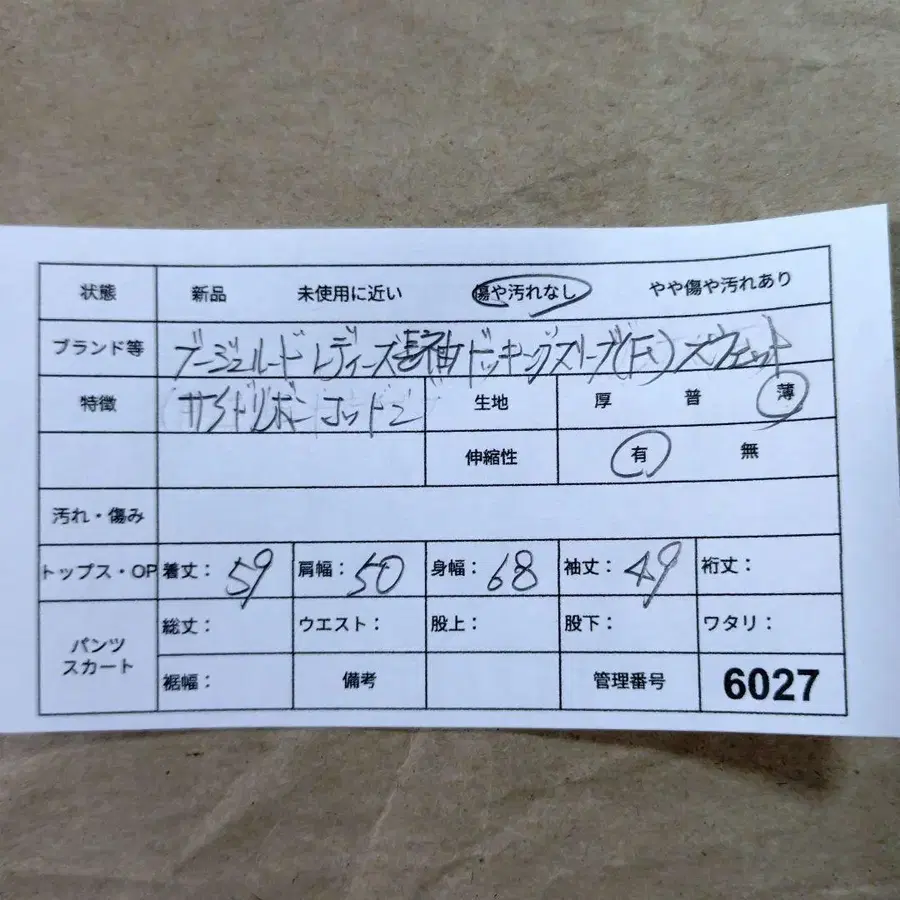 状態 新品 未使用に近い 傷や汚れなし やや傷や汚れあり
ブランド等 ブージュルード レディーズ 長袖 ドッキングスリーブ(F) スウェット
特徴 サイドリボン コットン 生地 厚 普 薄
伸縮性 有 無
汚れ・傷み
トップス・OP 着丈: 59 肩幅: 50 身幅: 68 袖丈: 49 裄丈:
パンツ スカート 総丈: ウエスト: 股上: 股下: ワタリ:
裾幅: 備考 管理番号 6027